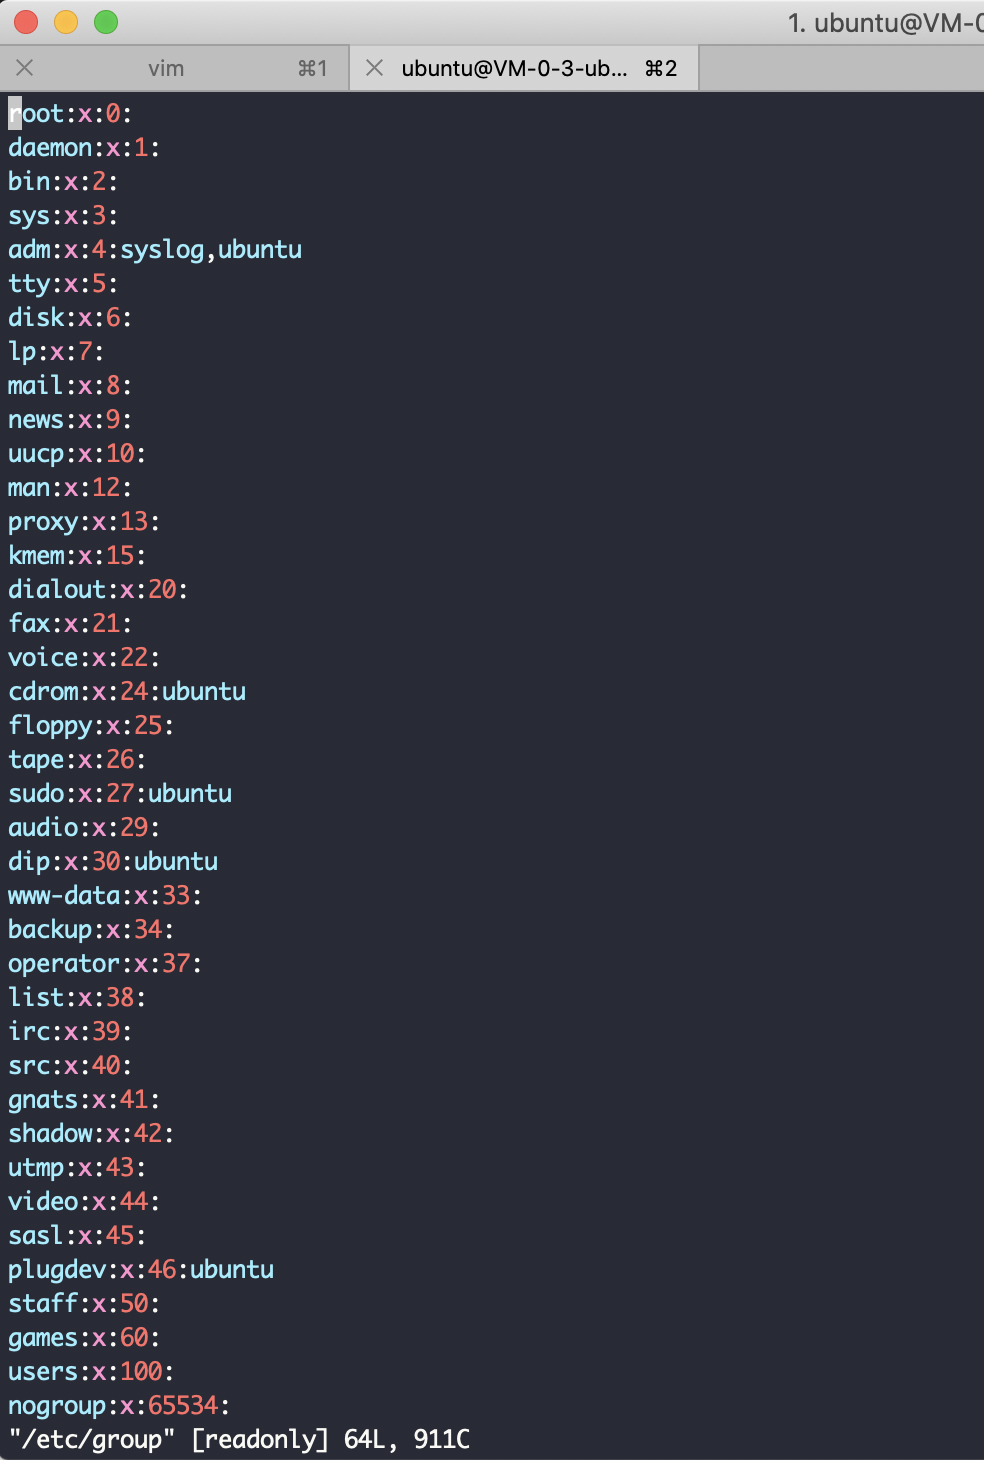 1. ubuntu@VM-0
vim ⌘1 ubuntu@VM-0-3-ub... ⌘2
root:x:0:
daemon:x:1:
bin:x:2:
sys:x:3:
adm:x:4:syslog,ubuntu
tty:x:5:
disk:x:6:
lp:x:7:
mail:x:8:
news:x:9:
uucp:x:10:
man:x:12:
proxy:x:13:
kmem:x:15:
dialout:x:20:
fax:x:21:
voice:x:22:
cdrom:x:24:ubuntu
floppy:x:25:
tape:x:26:
sudo:x:27:ubuntu
audio:x:29:
dip:x:30:ubuntu
www-data:x:33:
backup:x:34:
operator:x:37:
list:x:38:
irc:x:39:
src:x:40:
gnats:x:41:
shadow:x:42:
utmp:x:43:
video:x:44:
sasl:x:45:
plugdev:x:46:ubuntu
staff:x:50:
games:x:60:
users:x:100:
nogroup:x:65534:
"/etc/group" [readonly] 64L, 911C